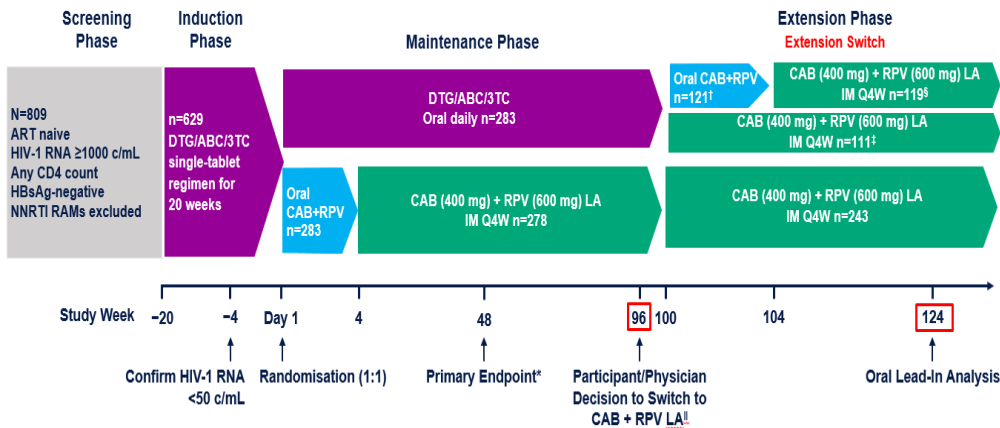 Screening
Phase
Induction
Phase
Maintenance Phase
Extension Phase
Extension Switch
N=809
ART naive
HIV-1 RNA ≥1000 c/mL
Any CD4 count
HBsAg-negative
NNRTI RAMs excluded
n=629
DTG/ABC/3TC
single-tablet
regimen for
20 weeks
DTG/ABC/3TC
Oral daily n=283
Oral
CAB+RPV
n=283
CAB (400 mg) + RPV (600 mg) LA
IM Q4W n=278
Oral CAB+RPV
n=121†
CAB (400 mg) + RPV (600 mg) LA
IM Q4W n=119§
CAB (400 mg) + RPV (600 mg) LA
IM Q4W n=111‡
CAB (400 mg) + RPV (600 mg) LA
IM Q4W n=243
Study Week
−20
−4
Day 1
4
48
96
100
104
124
Confirm HIV-1 RNA
<50 c/mL
Randomisation (1:1)
Primary Endpoint*
Participant/Physician
Decision to Switch to
CAB + RPV LA‖
Oral Lead-In Analysis